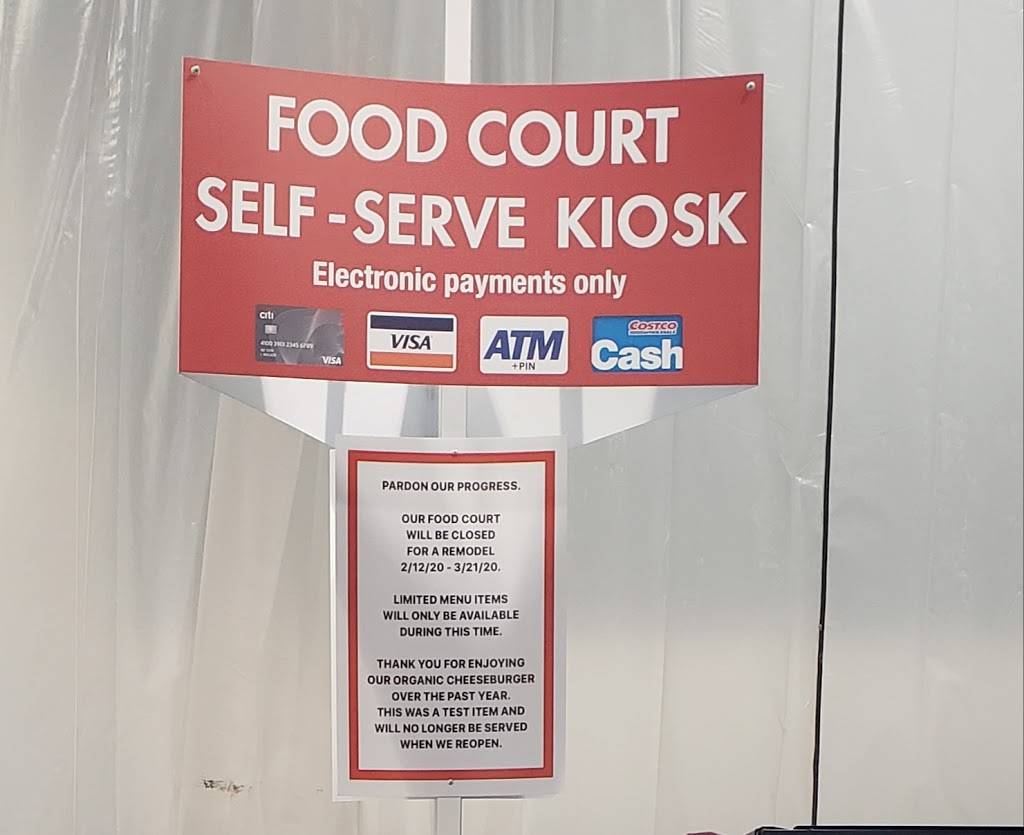 FOOD COURT
SELF-SERVE KIOSK
Electronic payments only
citi
VISA
VISA
ATM
+PIN
COSTCO
Cash
PARDON OUR PROGRESS.
OUR FOOD COURT
WILL BE CLOSED
FOR A REMODEL
2/12/20 - 3/21/20.
LIMITED MENU ITEMS
WILL ONLY BE AVAILABLE
DURING THIS TIME.
THANK YOU FOR ENJOYING
OUR ORGANIC CHEESEBURGER
OVER THE PAST YEAR.
THIS WAS A TEST ITEM AND
WILL NO LONGER BE SERVED
WHEN WE REOPEN.